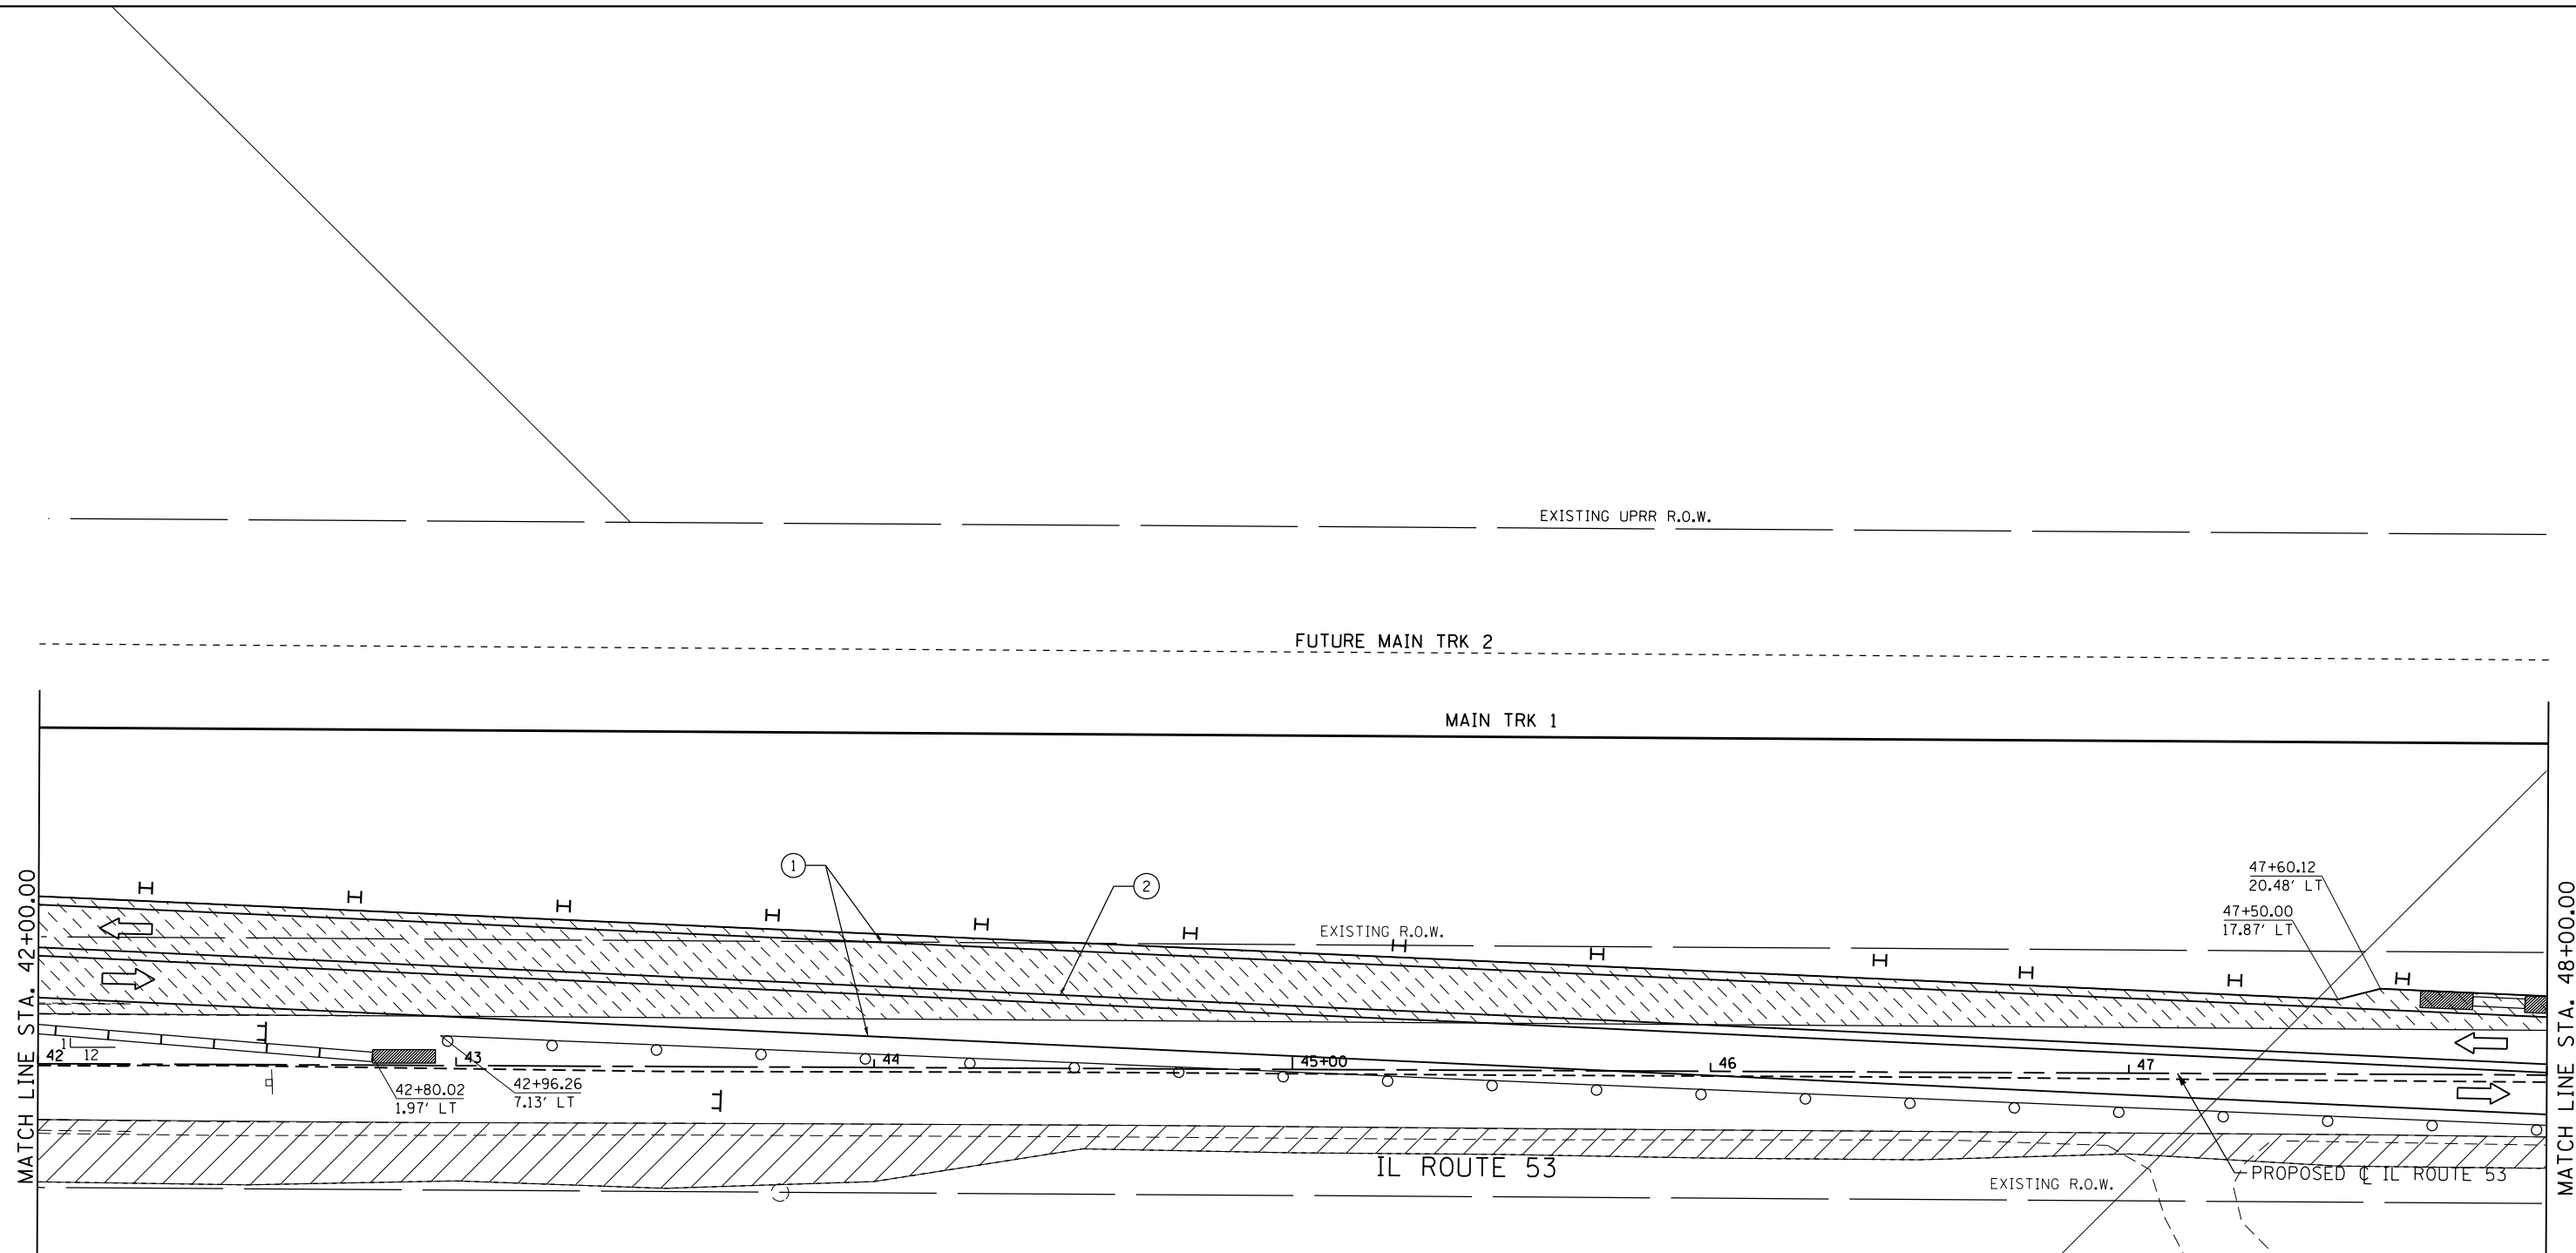 EXISTING UPRR R.O.W.
FUTURE MAIN TRK 2
MAIN TRK 1
MATCH LINE STA. 42+00.00
1
2
EXISTING R.O.W.
47+60.12
20.48' LT
47+50.00
17.87' LT
MATCH LINE STA. 48+00.00
1
12
42
43
44
45+00
46
47
42+80.02
1.97' LT
42+96.26
7.13' LT
IL ROUTE 53
EXISTING R.O.W.
PROPOSED ℄ IL ROUTE 53